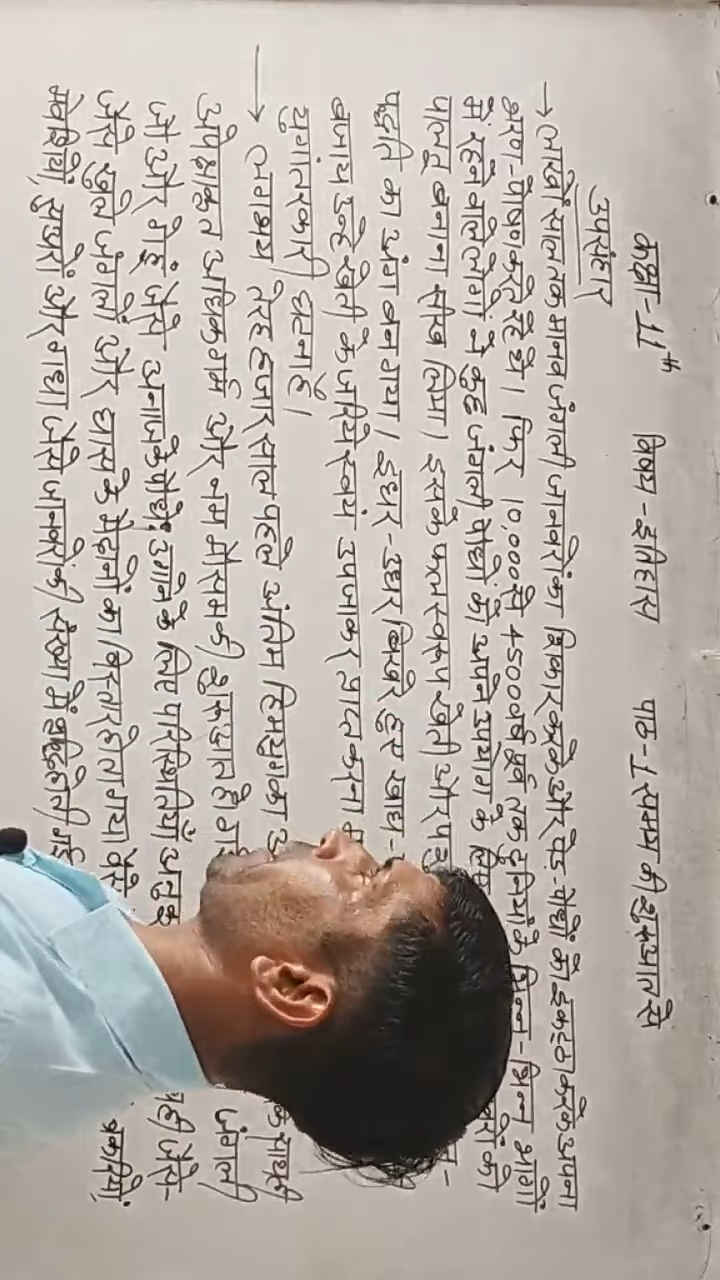 कक्षा-11th विषय-इतिहास पाठ-1 समय की शुरुआत से
उपसंहार
→ लाखों साल तक मानव जंगली जानवरों का शिकार करके और पेड़-पौधों को इकट्ठा करके अपना
भरण-पोषण करते रहे थे। फिर 10,000 से 4500 वर्ष पूर्व तक दुनियाँ के भिन्न-भिन्न भागों
में रहने वाले लोगों ने कुछ जंगली पौधों को अपने उपयोग के लिए को
पालतू बनाना सीख लिया। इसके फलस्वरूप खेती और
पद्धति का अंग बन गया। इधर-उधर बिखरे हुए खाद्य-
बजाय उन्हें खेती के जरिये स्वयं उपजाकर प्राप्त करना
युगांतरकारी घटना है।
→ लगभग तेरह हजार साल पहले अंतिम हिमयुग का के साथ ही
अपेक्षाकृत अधिक गर्म और नम मौसम की शुरुआत हो जंगली
जौ और गेहूं जैसे अनाज के पौधे उगाने के लिए परिस्थितियाँ जैसे-
जैसे खुले जंगलों और घास के मैदानों का विस्तार होता गया वैसे बकरियों,
मवेशियों, सुअरों और गधा जैसे जानवरों की संख्या में वृद्धि होती गई